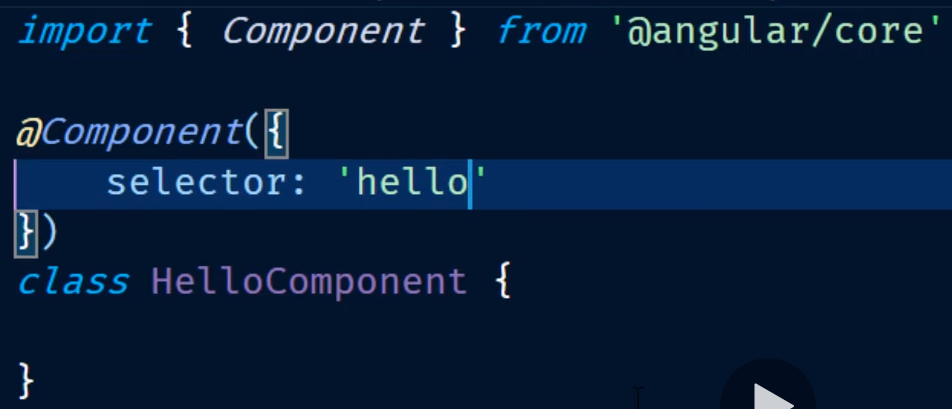 import { Component } from '@angular/core'
@Component({
selector: 'hello'
})
class HelloComponent {
}